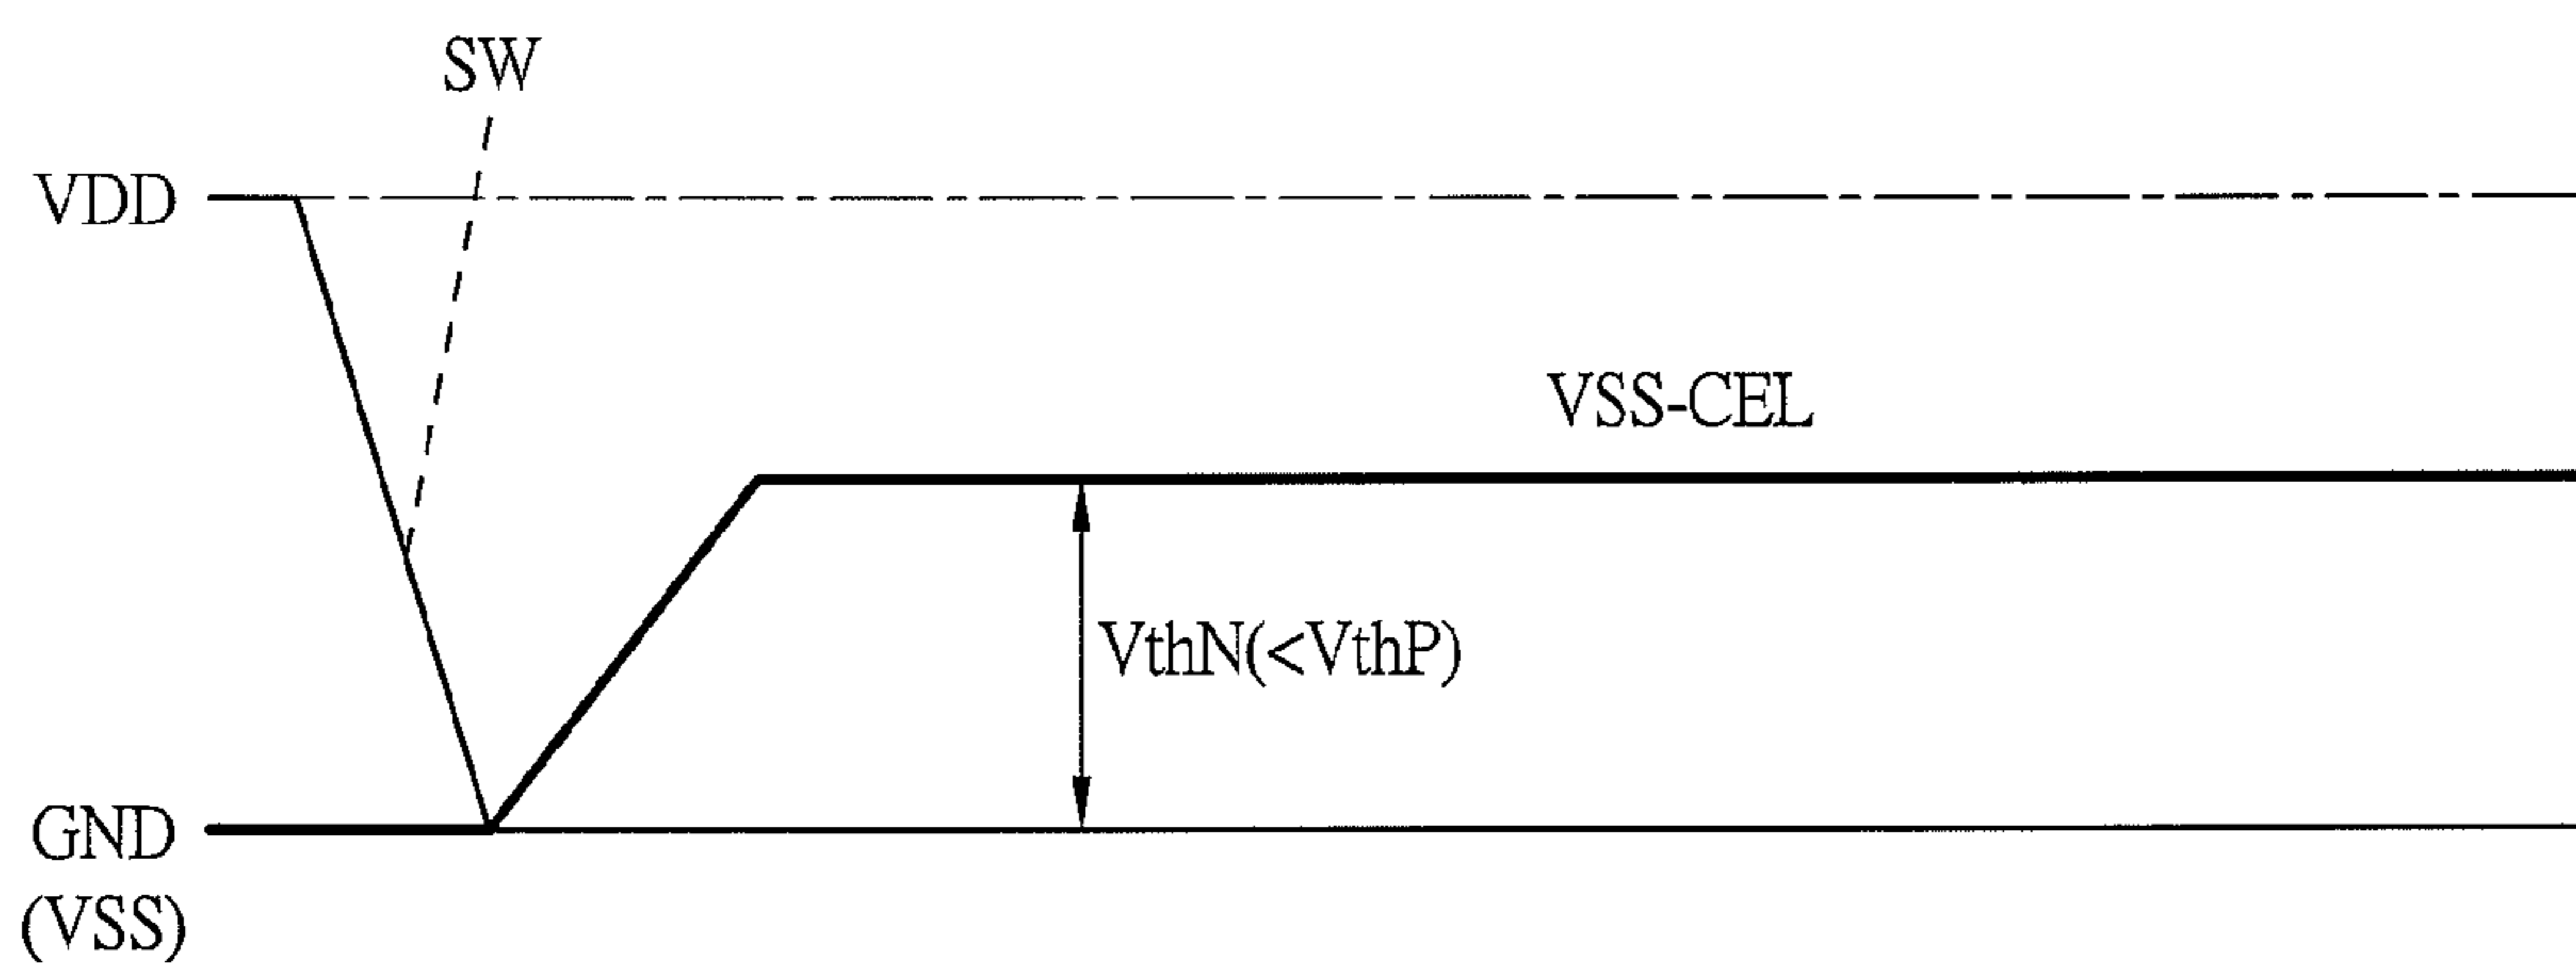 SW
VDD
VSS-CEL
VthN(<VthP)
GND
(VSS)